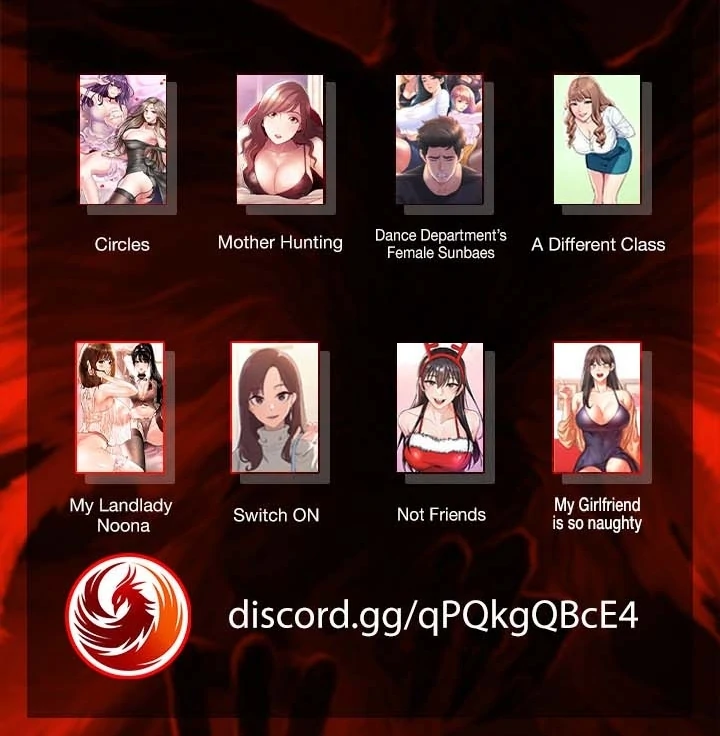 Circles
Mother Hunting
Dance Department's
Female Sunbaes
A Different Class
My Landlady
Noona
Switch ON
Not Friends
My Girlfriend
is so naughty
discord.gg/qPQkgQBcE4